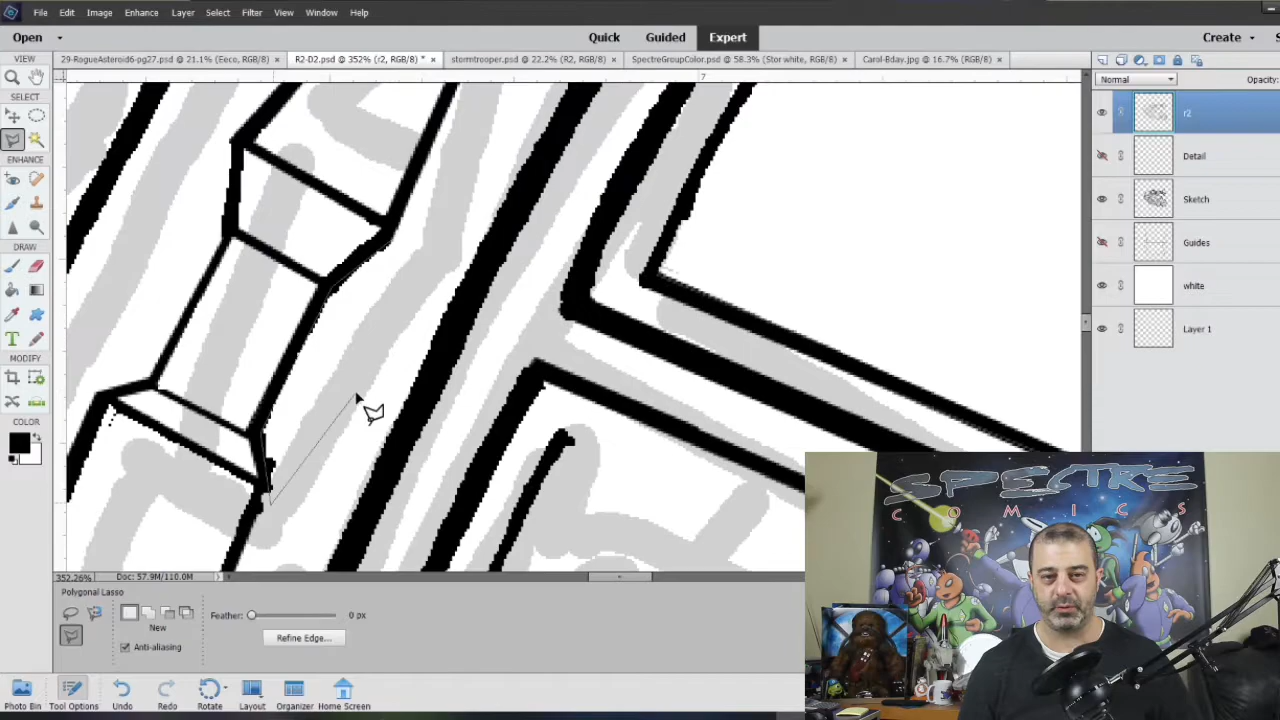 File Edit Image Enhance Layer Select Filter View Window Help
Open Quick Guided Expert Create
VIEW 29-RogueAsteroid6-pg27.psd @ 21.1% (Eeco, RGB/8) × R2-D2.psd @ 352% (r2, RGB/8) * × stormtrooper.psd @ 22.2% (R2, RGB/8) × SpectreGroupColor.psd @ 58.3% (Stor white, RGB/8) × Carol-Bday.jpg @ 16.7% (RGB/8) ×
7
Normal Opacity:
SELECT
r2
ENHANCE
Detail
Sketch
DRAW
Guides
white
Layer 1
MODIFY
COLOR
SPECTRE
COMICS
352.26% Doc: 57.9M/110.0M
Polygonal Lasso
Feather: 0 px
New
Refine Edge...
Anti-aliasing
Photo Bin Tool Options Undo Redo Rotate Layout Organizer Home Screen